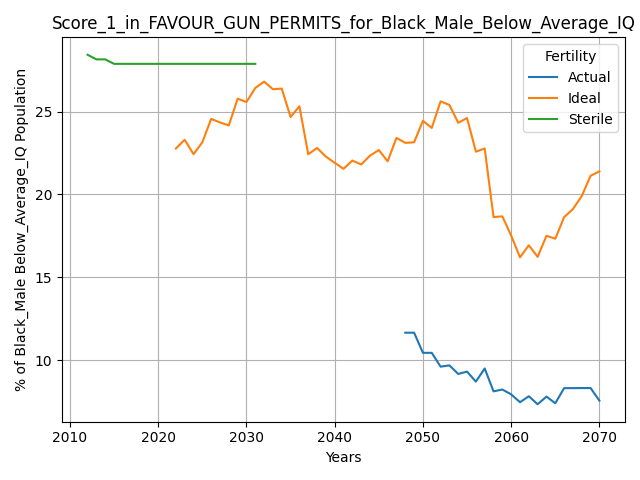 Score_1_in_FAVOUR_GUN_PERMITS_for_Black_Male_Below_Average_IQ
% of Black_Male Below_Average_IQ Population
25
20
15
10
Fertility
Actual
Ideal
Sterile
2010 2020 2030 2040 2050 2060 2070
Years